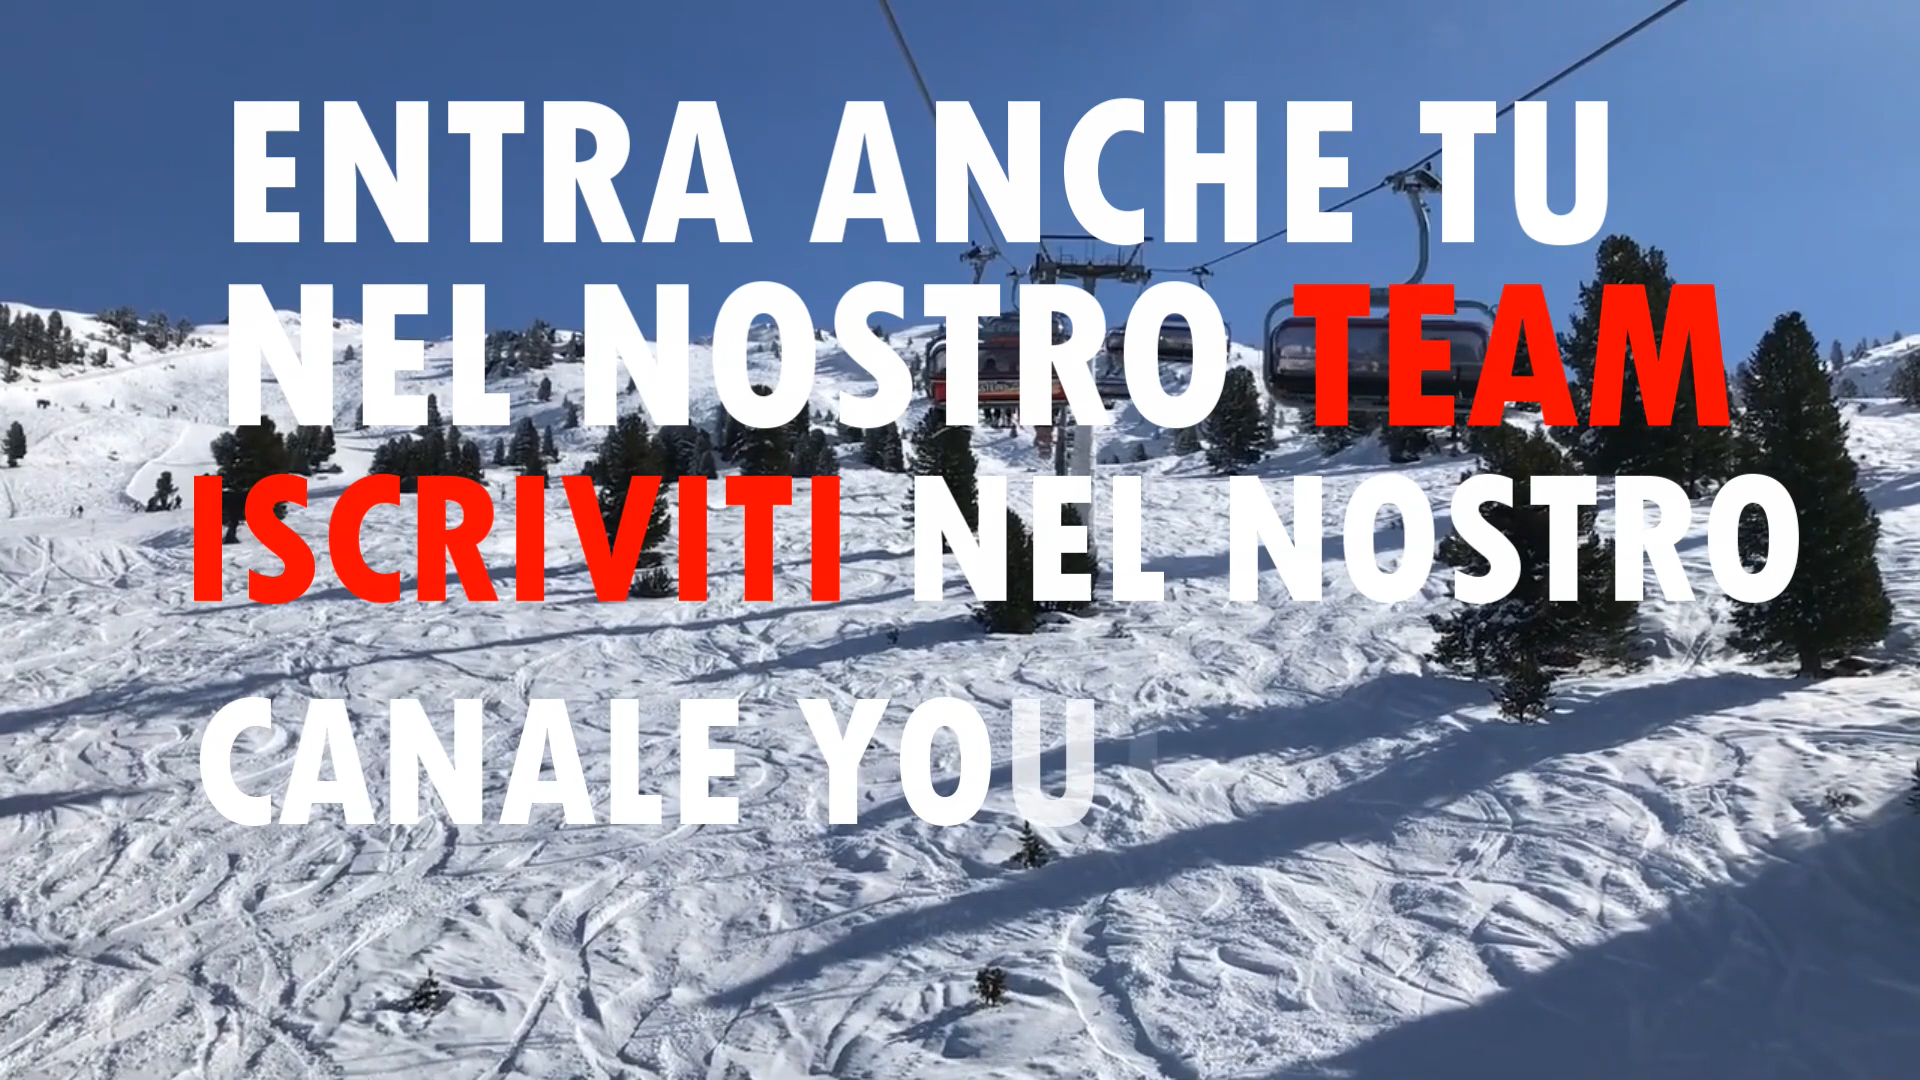 ENTRA ANCHE TU
NEL NOSTRO TEAM
ISCRIVITI NEL NOSTRO
CANALE YOU